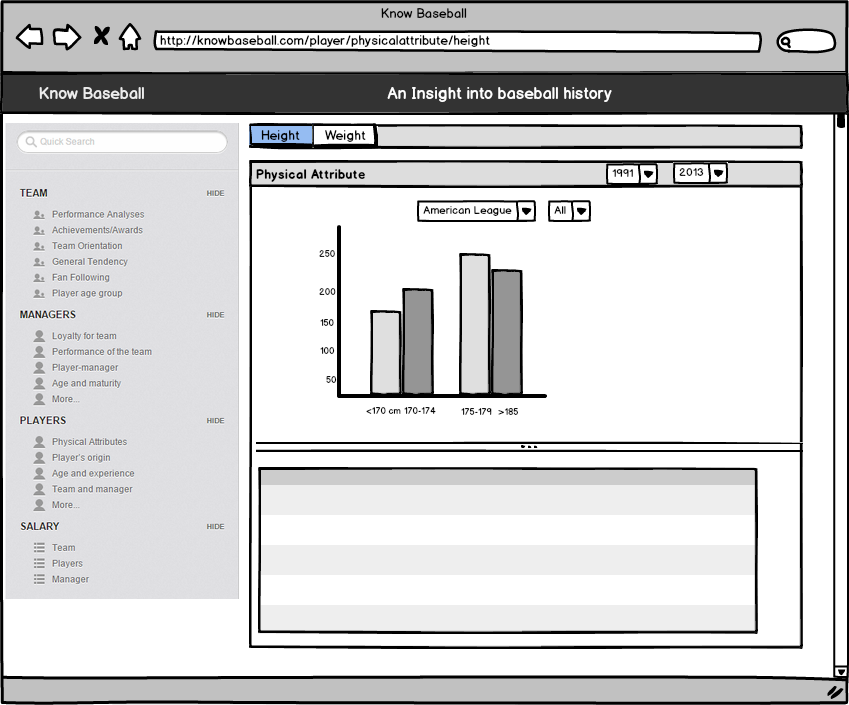 Know Baseball
http://knowbaseball.com/player/physicalattribute/height
Know Baseball
An Insight into baseball history
Quick Search
TEAM
HIDE
Performance Analyses
Achievements/Awards
Team Orientation
General Tendency
Fan Following
Player age group
MANAGERS
HIDE
Loyalty for team
Performance of the team
Player-manager
Age and maturity
More...
PLAYERS
HIDE
Physical Attributes
Player's origin
Age and experience
Team and manager
More...
SALARY
HIDE
Team
Players
Manager
Height
Weight
Physical Attribute
1991
2013
American League
All
250
200
150
100
50
<170 cm 170-174
175-179 >185